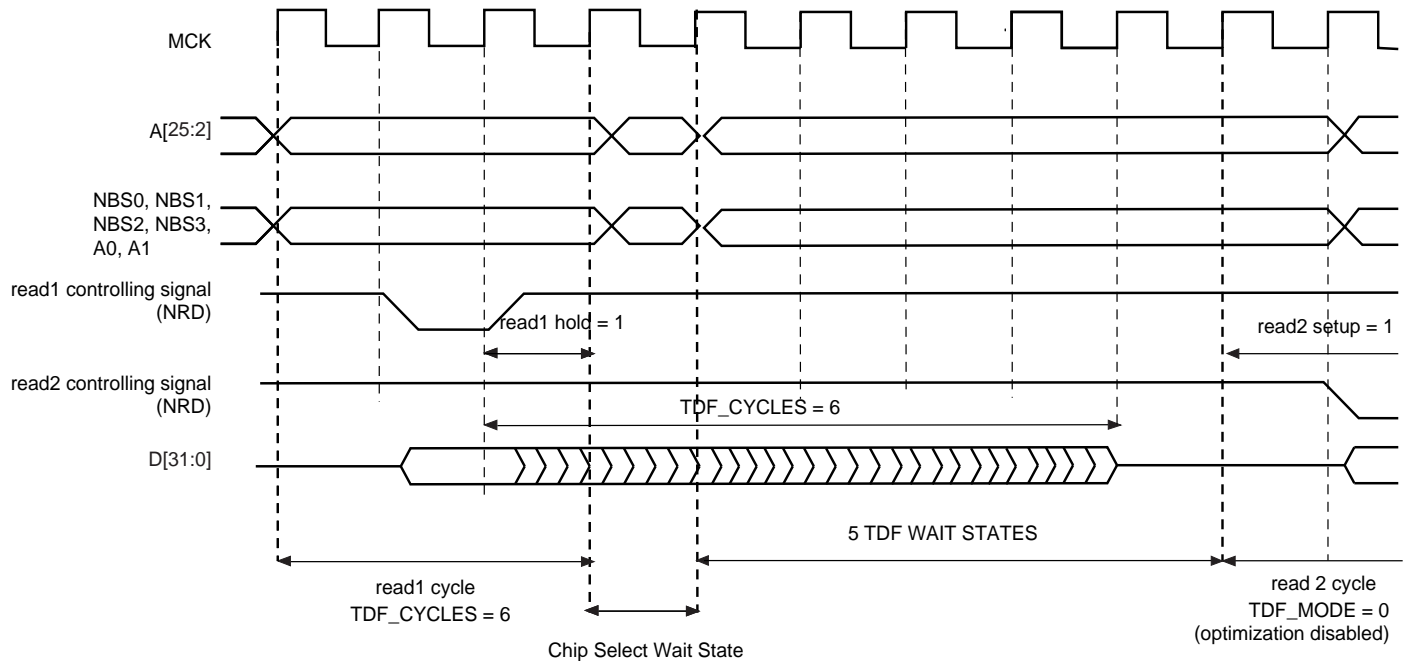 MCK
A[25:2]
NBS0, NBS1,
NBS2, NBS3,
A0, A1
read1 controlling signal
(NRD)
read1 hold = 1
read2 setup = 1
read2 controlling signal
(NRD)
TDF_CYCLES = 6
D[31:0]
5 TDF WAIT STATES
read1 cycle
TDF_CYCLES = 6
read 2 cycle
TDF_MODE = 0
(optimization disabled)
Chip Select Wait State